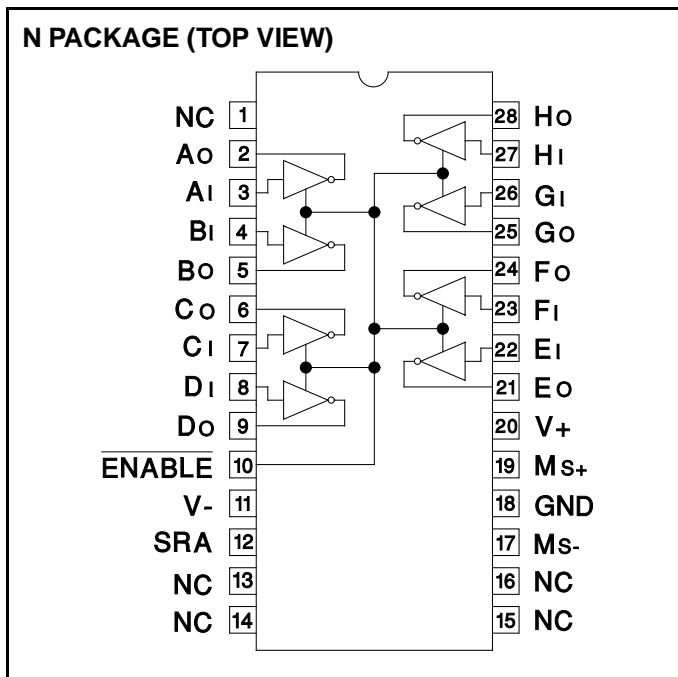 N PACKAGE (TOP VIEW)
NC 1
AO 2
AI 3
BI 4
BO 5
CO 6
CI 7
DI 8
DO 9
ENABLE 10
V- 11
SRA 12
NC 13
NC 14
28 HO
27 HI
26 GI
25 GO
24 FO
23 FI
22 EI
21 EO
20 V+
19 MS+
18 GND
17 MS-
16 NC
15 NC